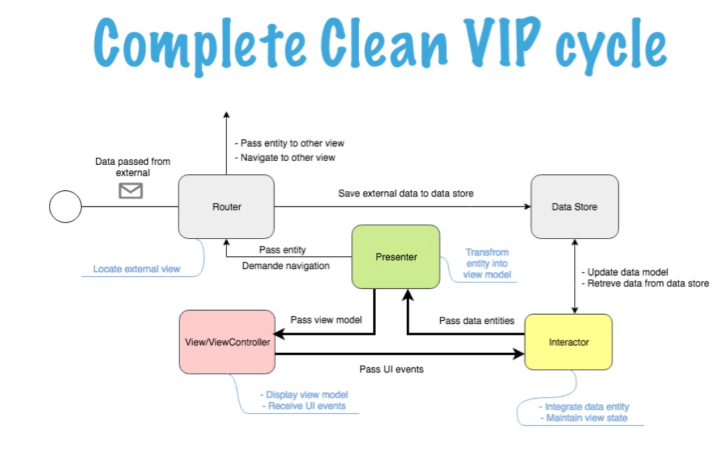 Complete Clean VIP cycle
- Pass entity to other view
- Navigate to other view
Data passed from
external
Router
Save external data to data store
Data Store
Pass entity
Demande navigation
Presenter
Transfrom
entity into
view model
Locate external view
- Update data model
- Retreve data from data store
Pass view model
Pass data entities
View/ViewController
Interactor
Pass UI events
- Display view model
- Receive UI events
- Integrate data entity
- Maintain view state